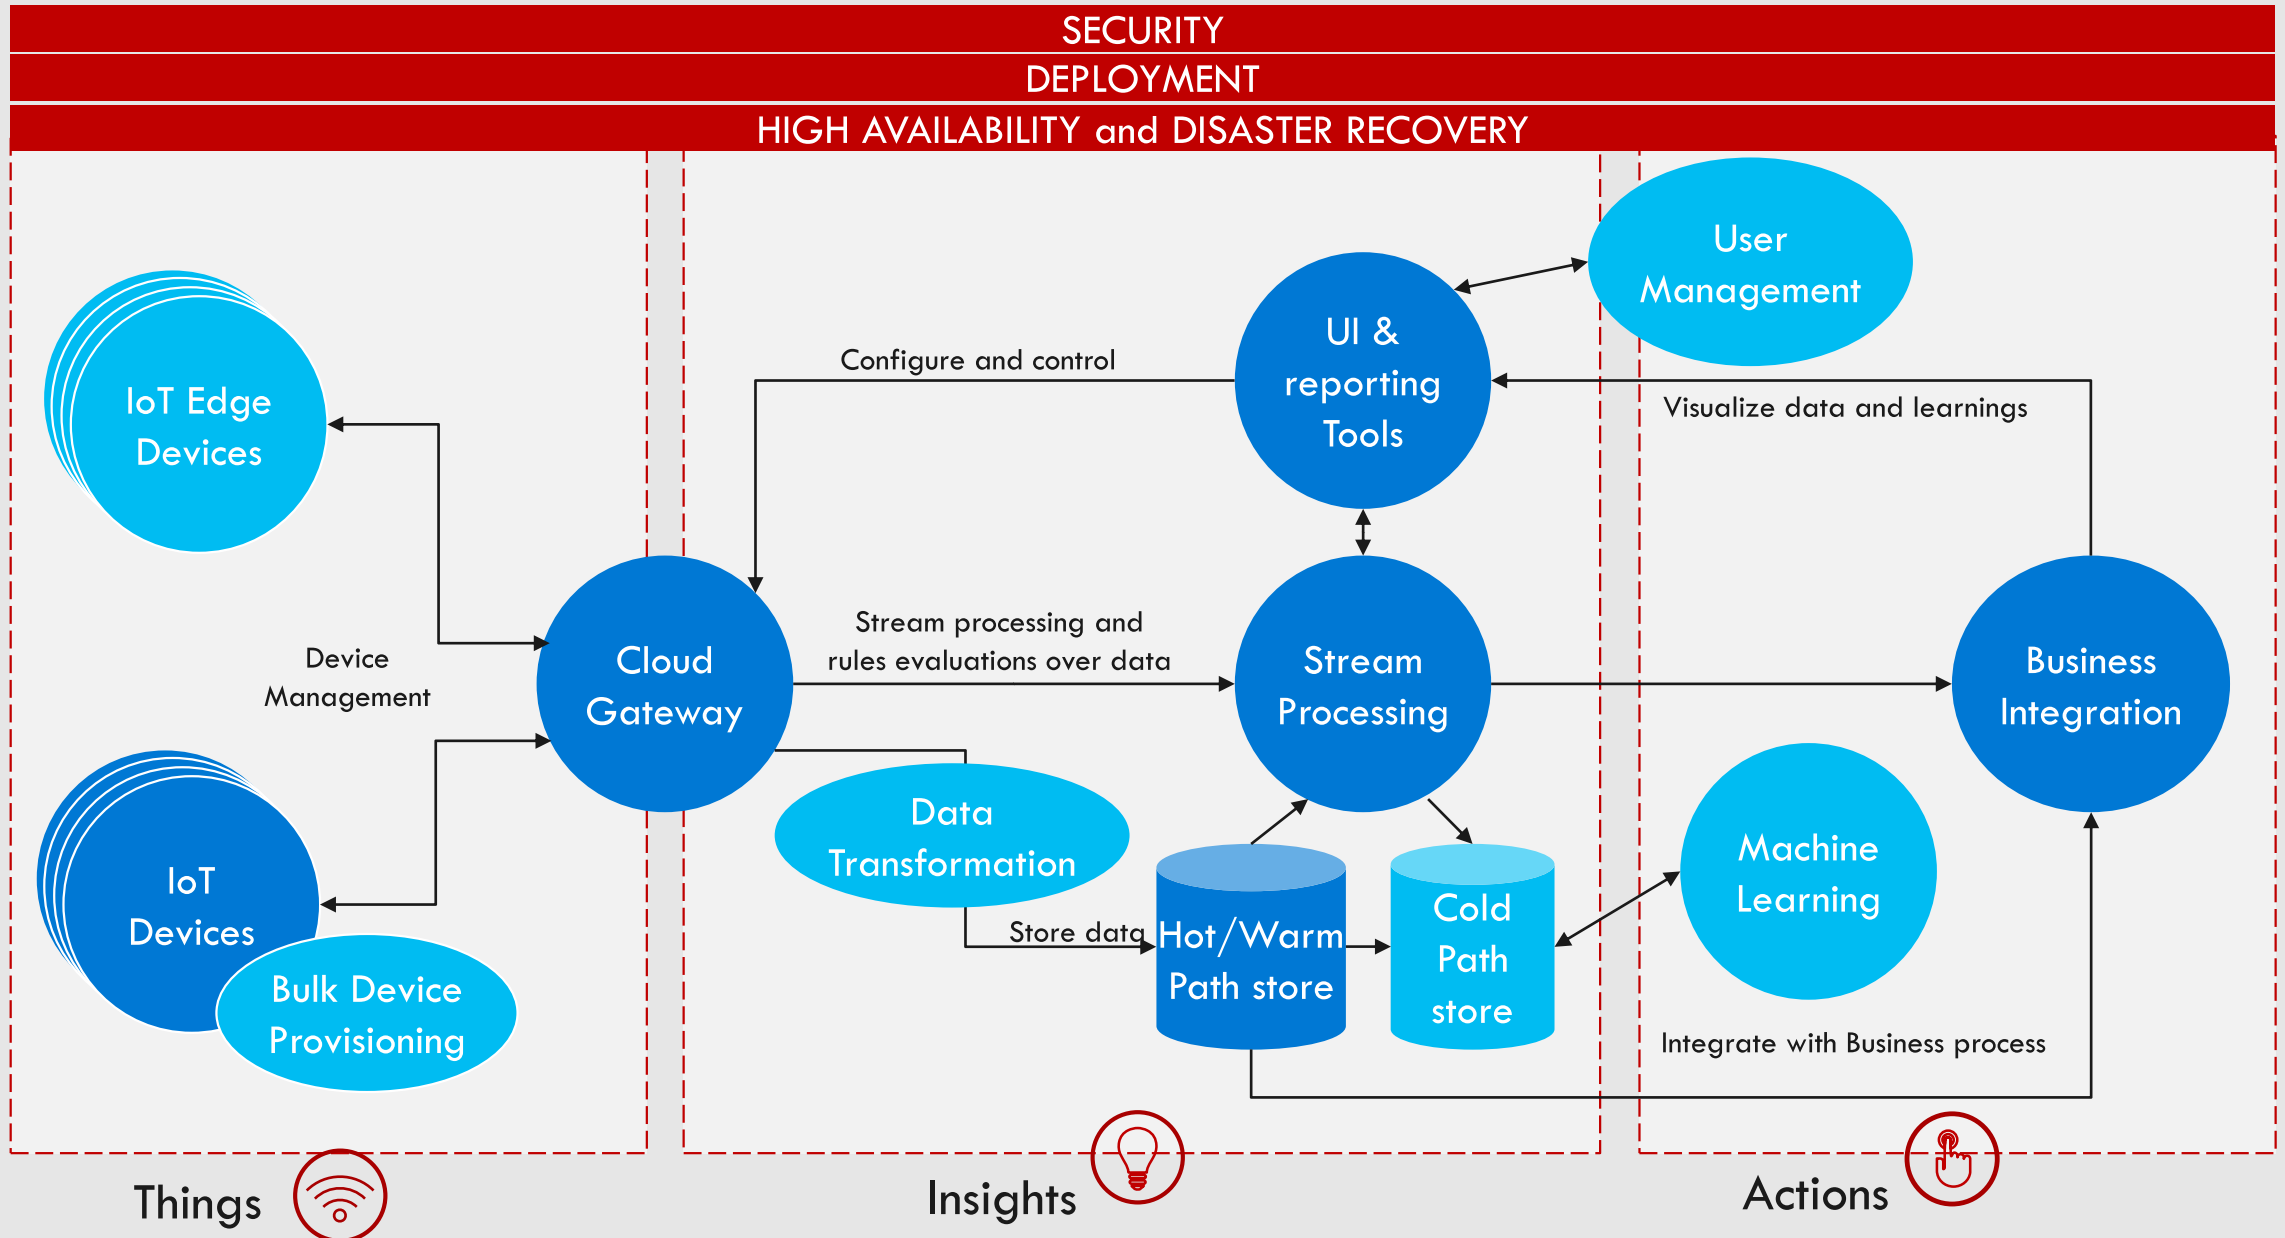 SECURITY
DEPLOYMENT
HIGH AVAILABILITY and DISASTER RECOVERY
User
Management
UI &
reporting
Tools
Configure and control
Visualize data and learnings
IoT Edge
Devices
Device
Management
Cloud
Gateway
Stream processing and
rules evaluations over data
Stream
Processing
Business
Integration
Data
Transformation
Machine
Learning
IoT
Devices
Bulk Device
Provisioning
Store data
Hot/Warm
Path store
Cold
Path
store
Integrate with Business process
Things
Insights
Actions